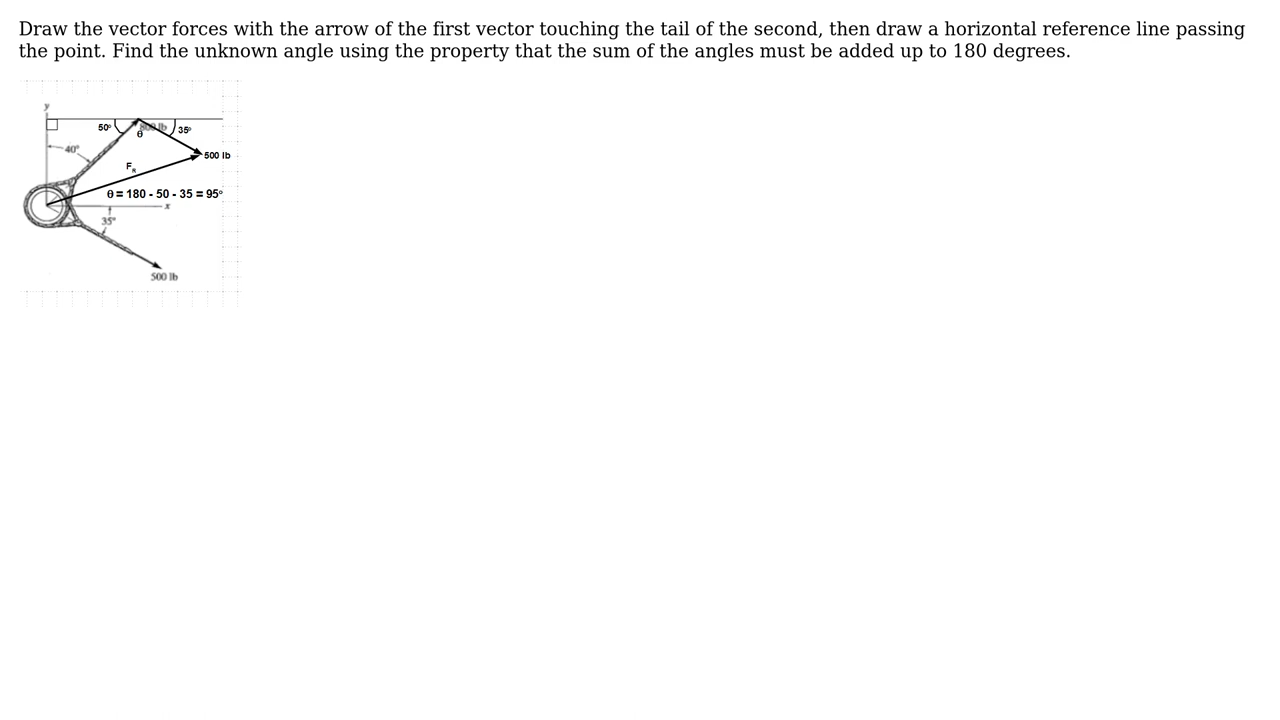 Draw the vector forces with the arrow of the first vector touching the tail of the second, then draw a horizontal reference line passing
the point. Find the unknown angle using the property that the sum of the angles must be added up to 180 degrees.
y
50°
θ
lb
35°
40°
500 lb
F_R
θ = 180 - 50 - 35 = 95°
x
35°
500 lb